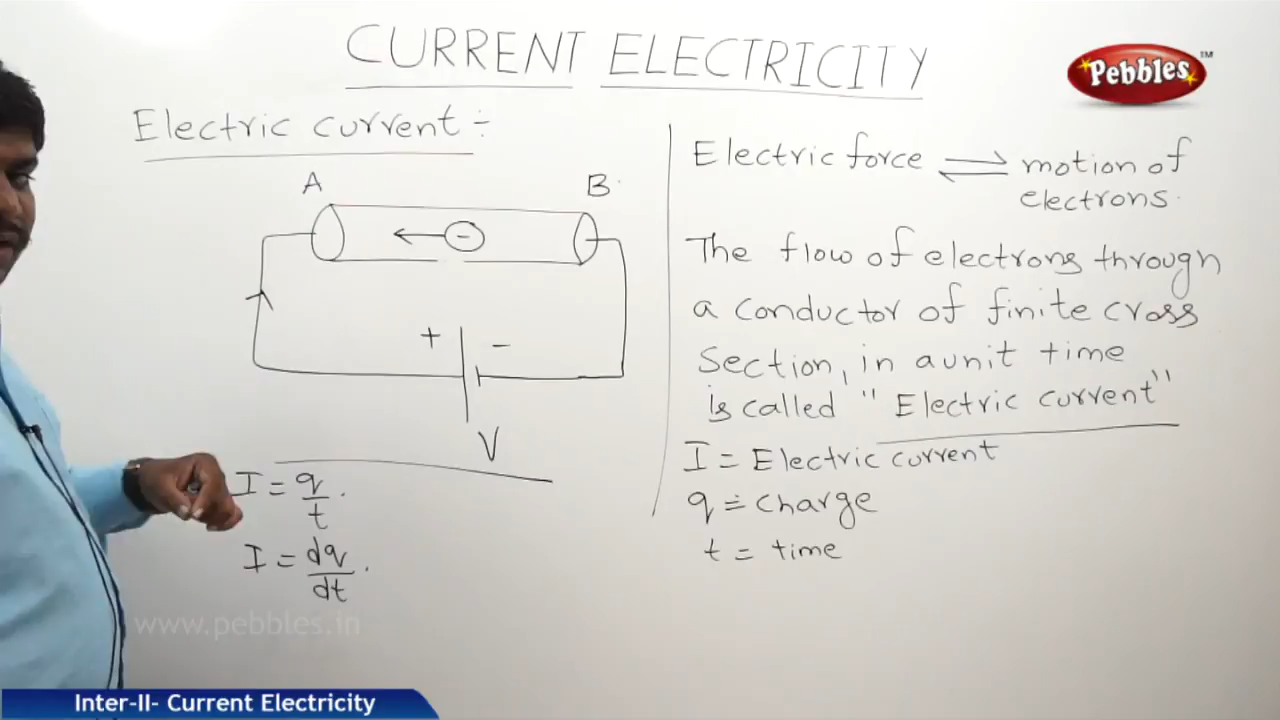 CURRENT ELECTRICITY
Pebbles™
Electric current :-
A
B
-
+ -
V
I = q/t.
I = dq/dt.
Electric force ⇌ motion of
electrons.
The flow of electrons through
a conductor of finite cross
Section, in a unit time
is called "Electric current"
I = Electric current
q = charge
t = time
www.pebbles.in
Inter-II- Current Electricity